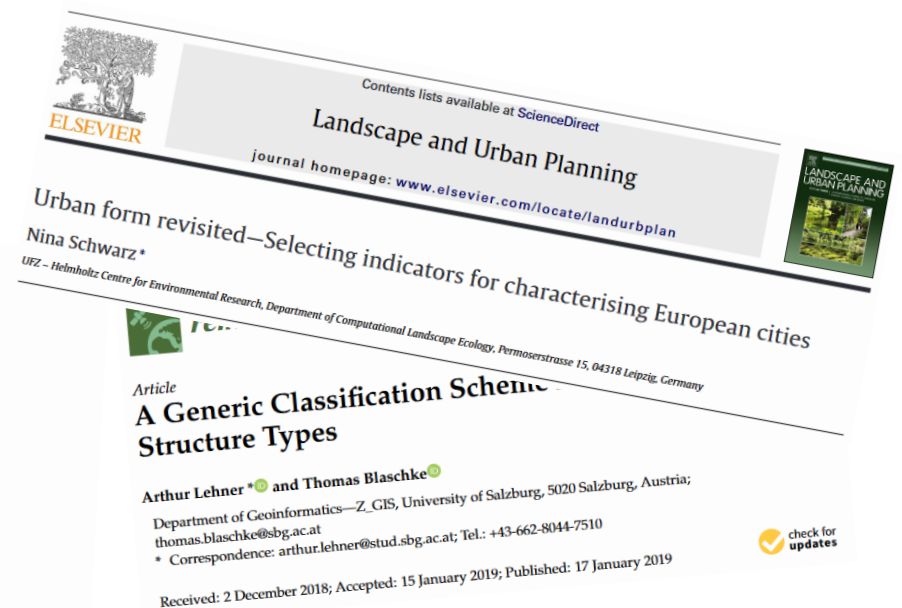 ELSEVIER
Contents lists available at ScienceDirect
Landscape and Urban Planning
journal homepage: www.elsevier.com/locate/landurbplan
LANDSCAPE AND
URBAN PLANNING
Urban form revisited—Selecting indicators for characterising European cities
Nina Schwarz*
UFZ – Helmholtz Centre for Environmental Research, Department of Computational Landscape Ecology, Permoserstrasse 15, 04318 Leipzig, Germany
Article
A Generic Classification Scheme
Structure Types
Arthur Lehner * and Thomas Blaschke
Department of Geoinformatics—Z_GIS, University of Salzburg, 5020 Salzburg, Austria;
thomas.blaschke@sbg.ac.at
* Correspondence: arthur.lehner@stud.sbg.ac.at; Tel.: +43-662-8044-7510
check for
updates
Received: 2 December 2018; Accepted: 15 January 2019; Published: 17 January 2019